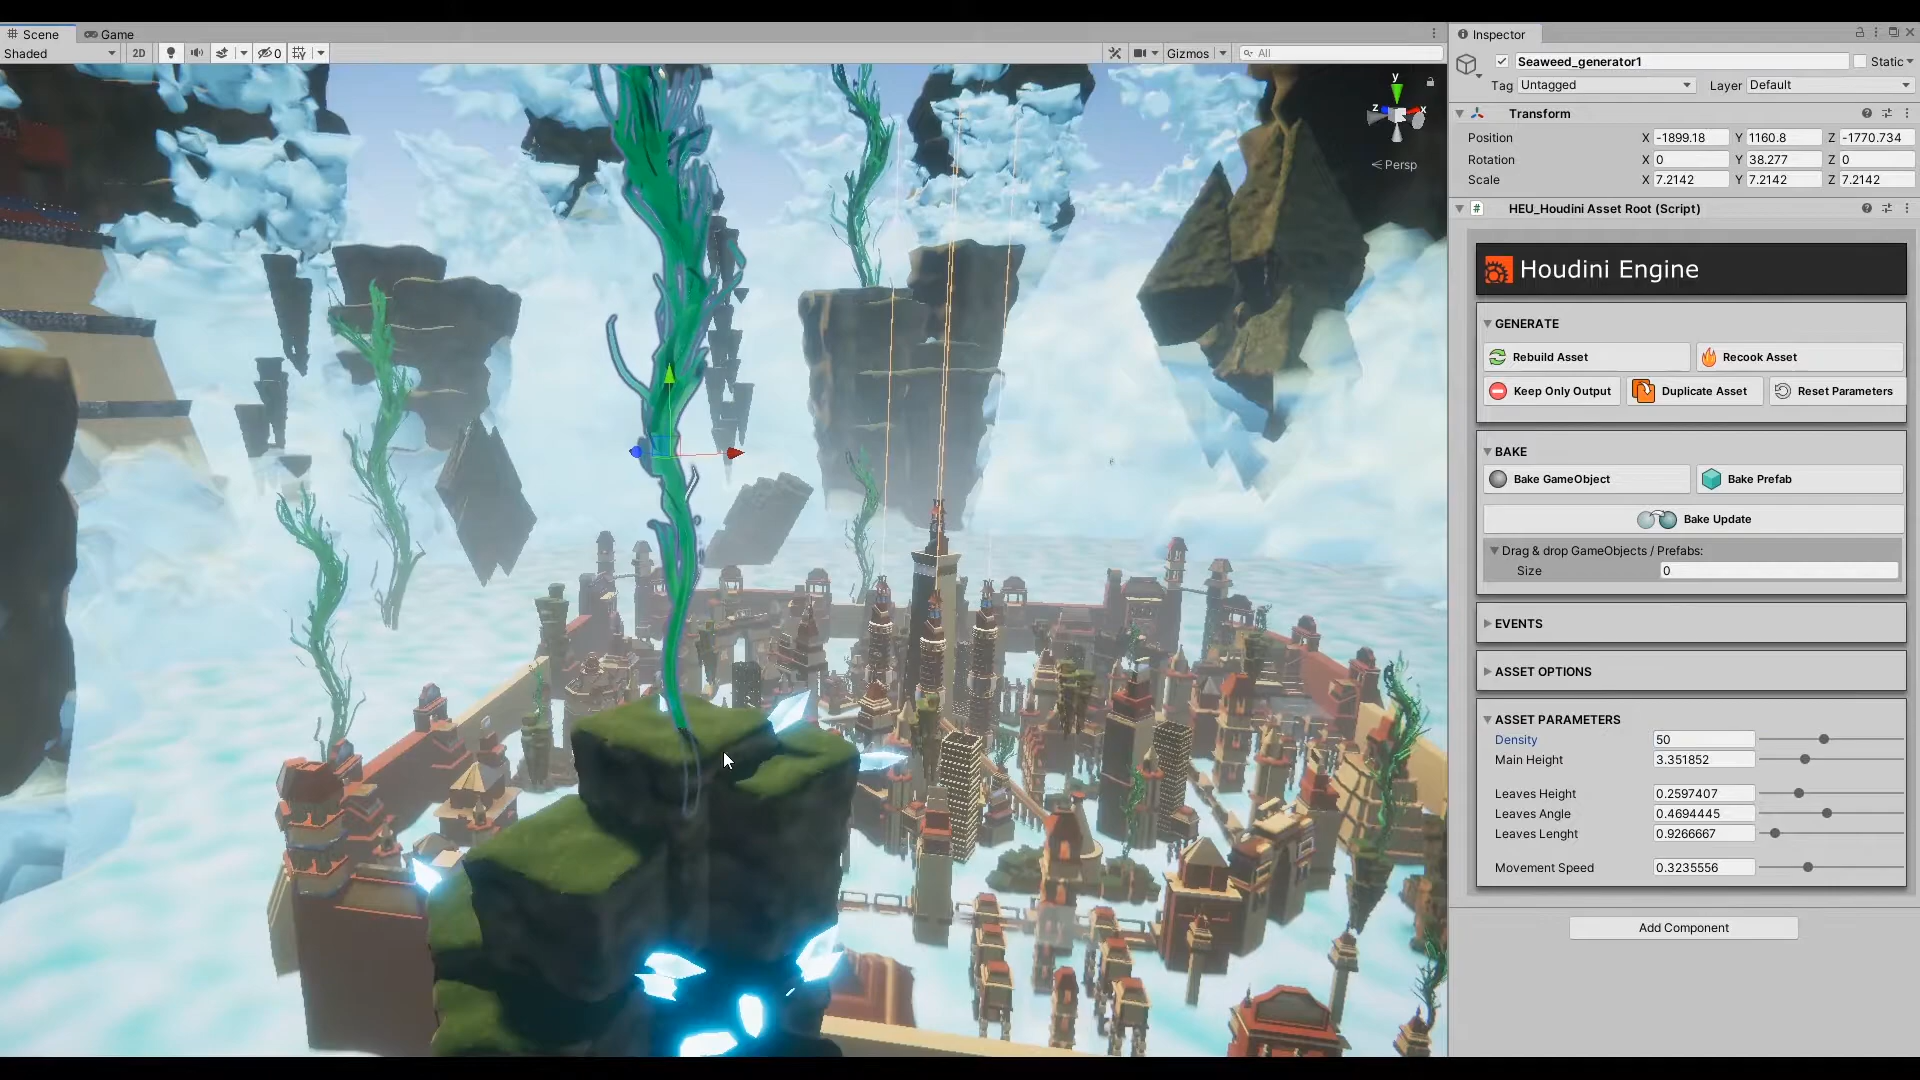 Scene
Game
Shaded
2D
0
Gizmos
All
y
z
x
Persp
Inspector
Seaweed_generator1
Static
Tag Untagged Layer Default
Transform
Position X -1899.18 Y 1160.8 Z -1770.734
Rotation X 0 Y 38.277 Z 0
Scale X 7.2142 Y 7.2142 Z 7.2142
# HEU_Houdini Asset Root (Script)
Houdini Engine
GENERATE
Rebuild Asset
Recook Asset
Keep Only Output
Duplicate Asset
Reset Parameters
BAKE
Bake GameObject
Bake Prefab
Bake Update
Drag & drop GameObjects / Prefabs:
Size 0
EVENTS
ASSET OPTIONS
ASSET PARAMETERS
Density 50
Main Height 3.351852
Leaves Height 0.2597407
Leaves Angle 0.4694445
Leaves Lenght 0.9266667
Movement Speed 0.3235556
Add Component